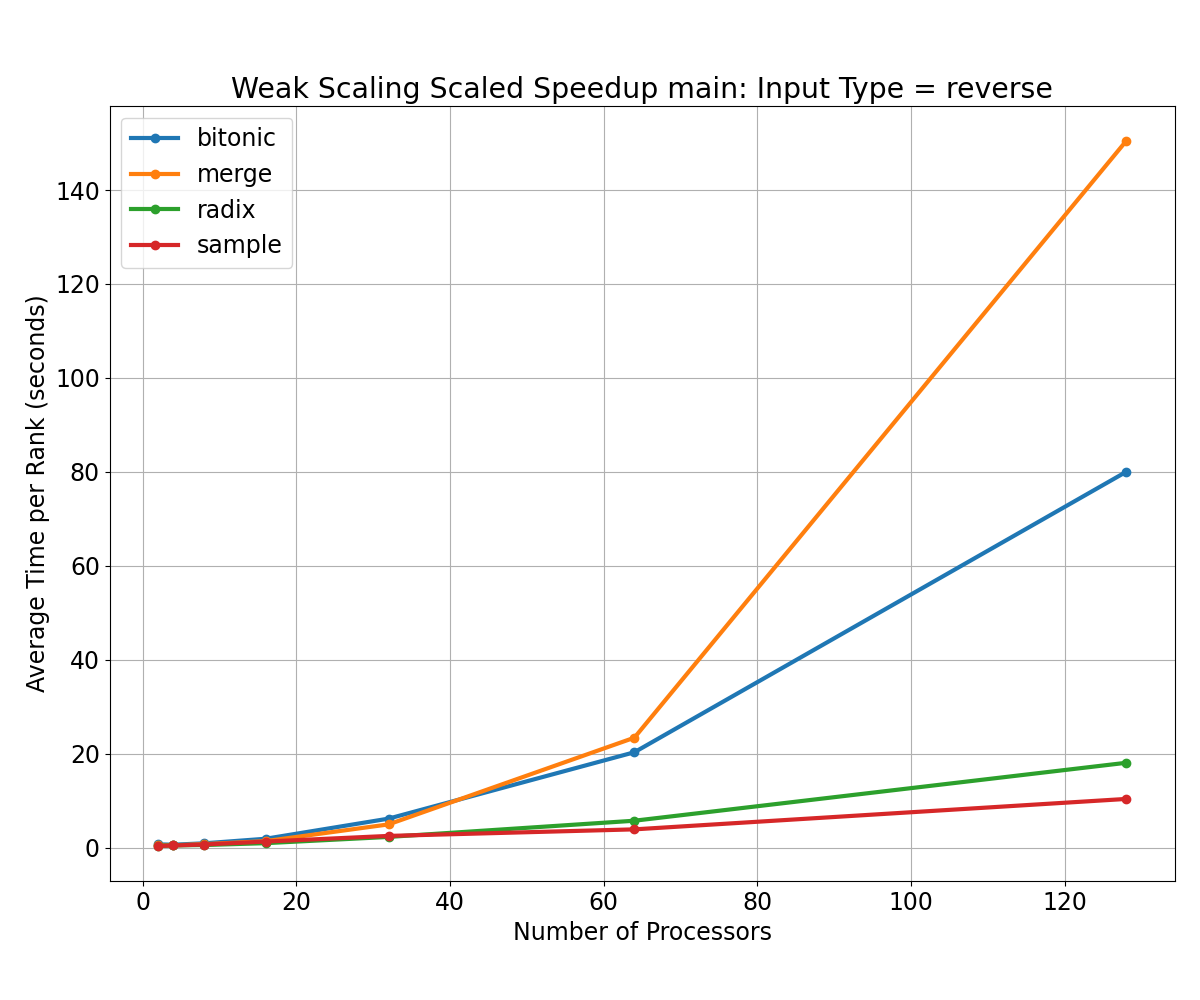 Weak Scaling Scaled Speedup main: Input Type = reverse
bitonic
merge
radix
sample
Average Time per Rank (seconds)
140
120
100
80
60
40
20
0
0 20 40 60 80 100 120
Number of Processors